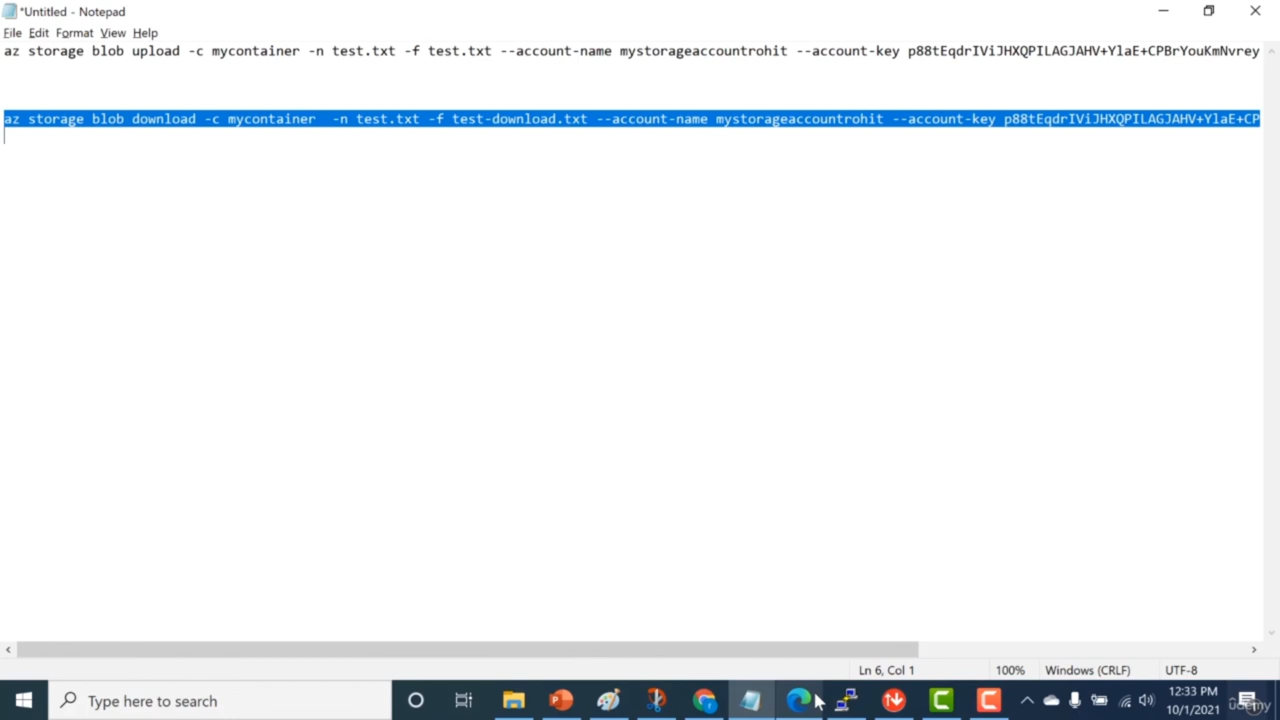 *Untitled - Notepad
File Edit Format View Help
az storage blob upload -c mycontainer -n test.txt -f test.txt --account-name mystorageaccountrohit --account-key p88tEqdrIViJHXQPILAGJAHV+YlaE+CPBrYouKmNvrey
az storage blob download -c mycontainer  -n test.txt -f test-download.txt --account-name mystorageaccountrohit --account-key p88tEqdrIViJHXQPILAGJAHV+YlaE+CP
Ln 6, Col 1 100% Windows (CRLF) UTF-8
Type here to search
12:33 PM
10/1/2021
udemy